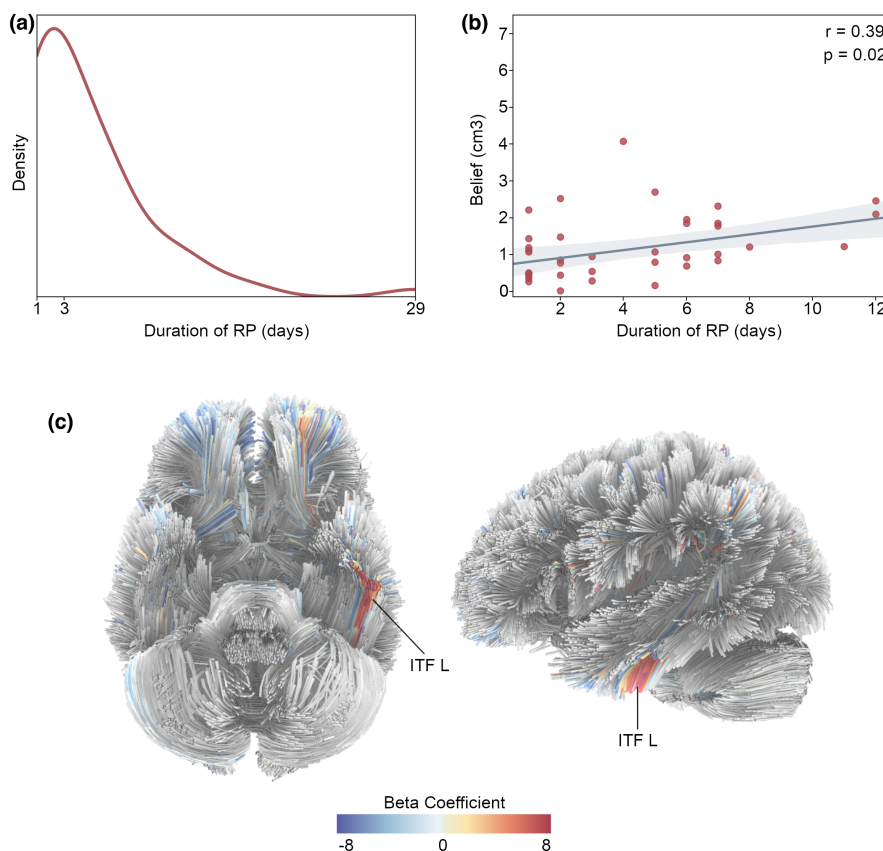 (a)
Density
1
3
29
Duration of RP (days)
(b)
r = 0.39
p = 0.02
Belief (cm3)
7
6
5
4
3
2
1
0
2
4
6
8
10
12
Duration of RP (days)
(c)
ITF L
ITF L
Beta Coefficient
-8
0
8